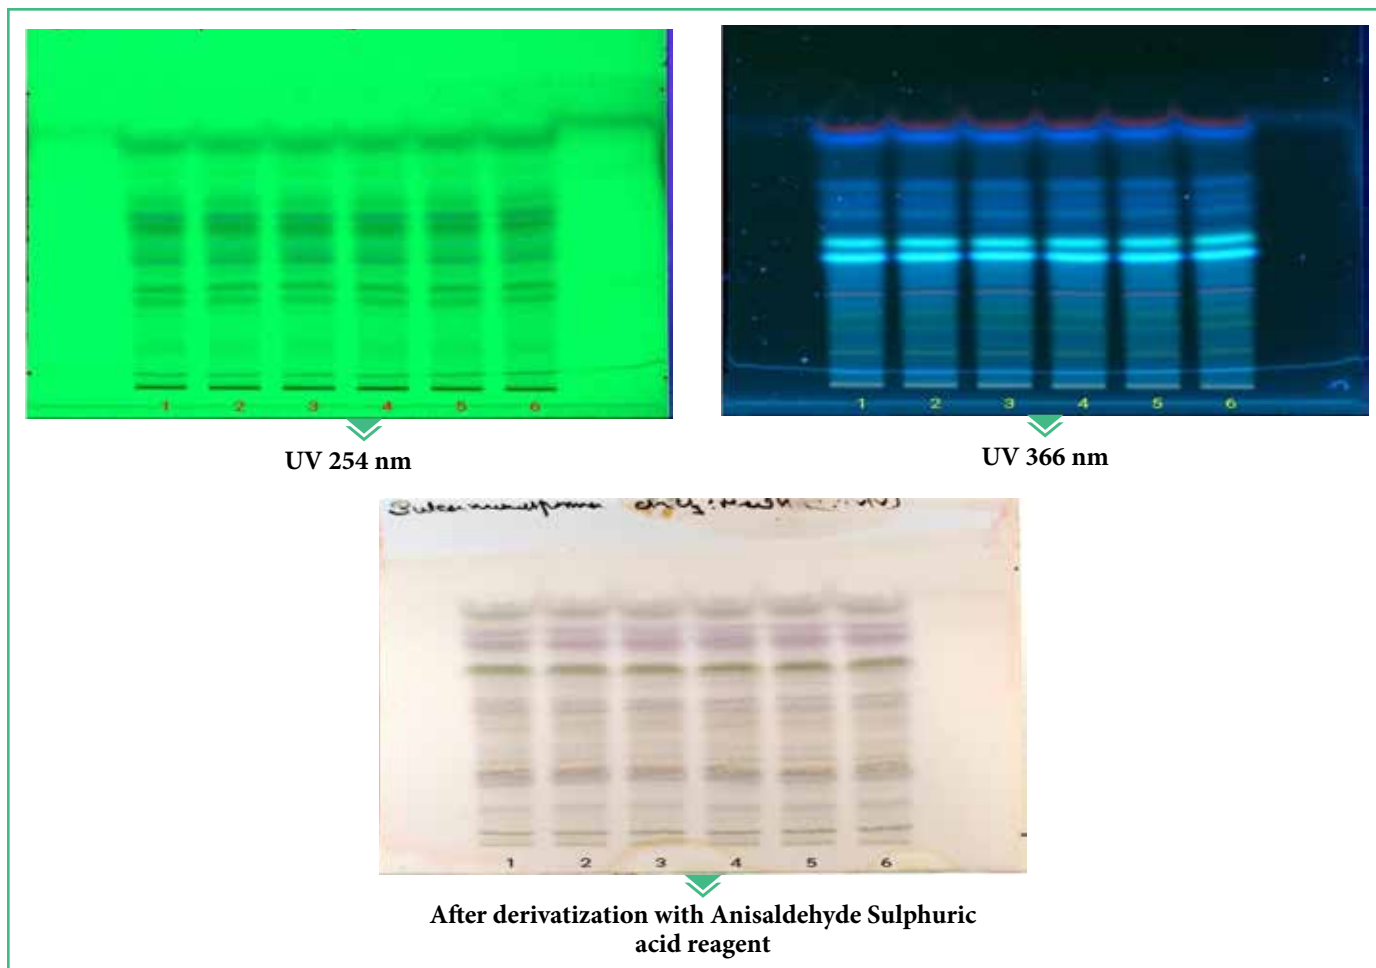 1 2 3 4 5 6
UV 254 nm
1 2 3 4 5 6
UV 366 nm
1 2 3 4 5 6
After derivatization with Anisaldehyde Sulphuric
acid reagent